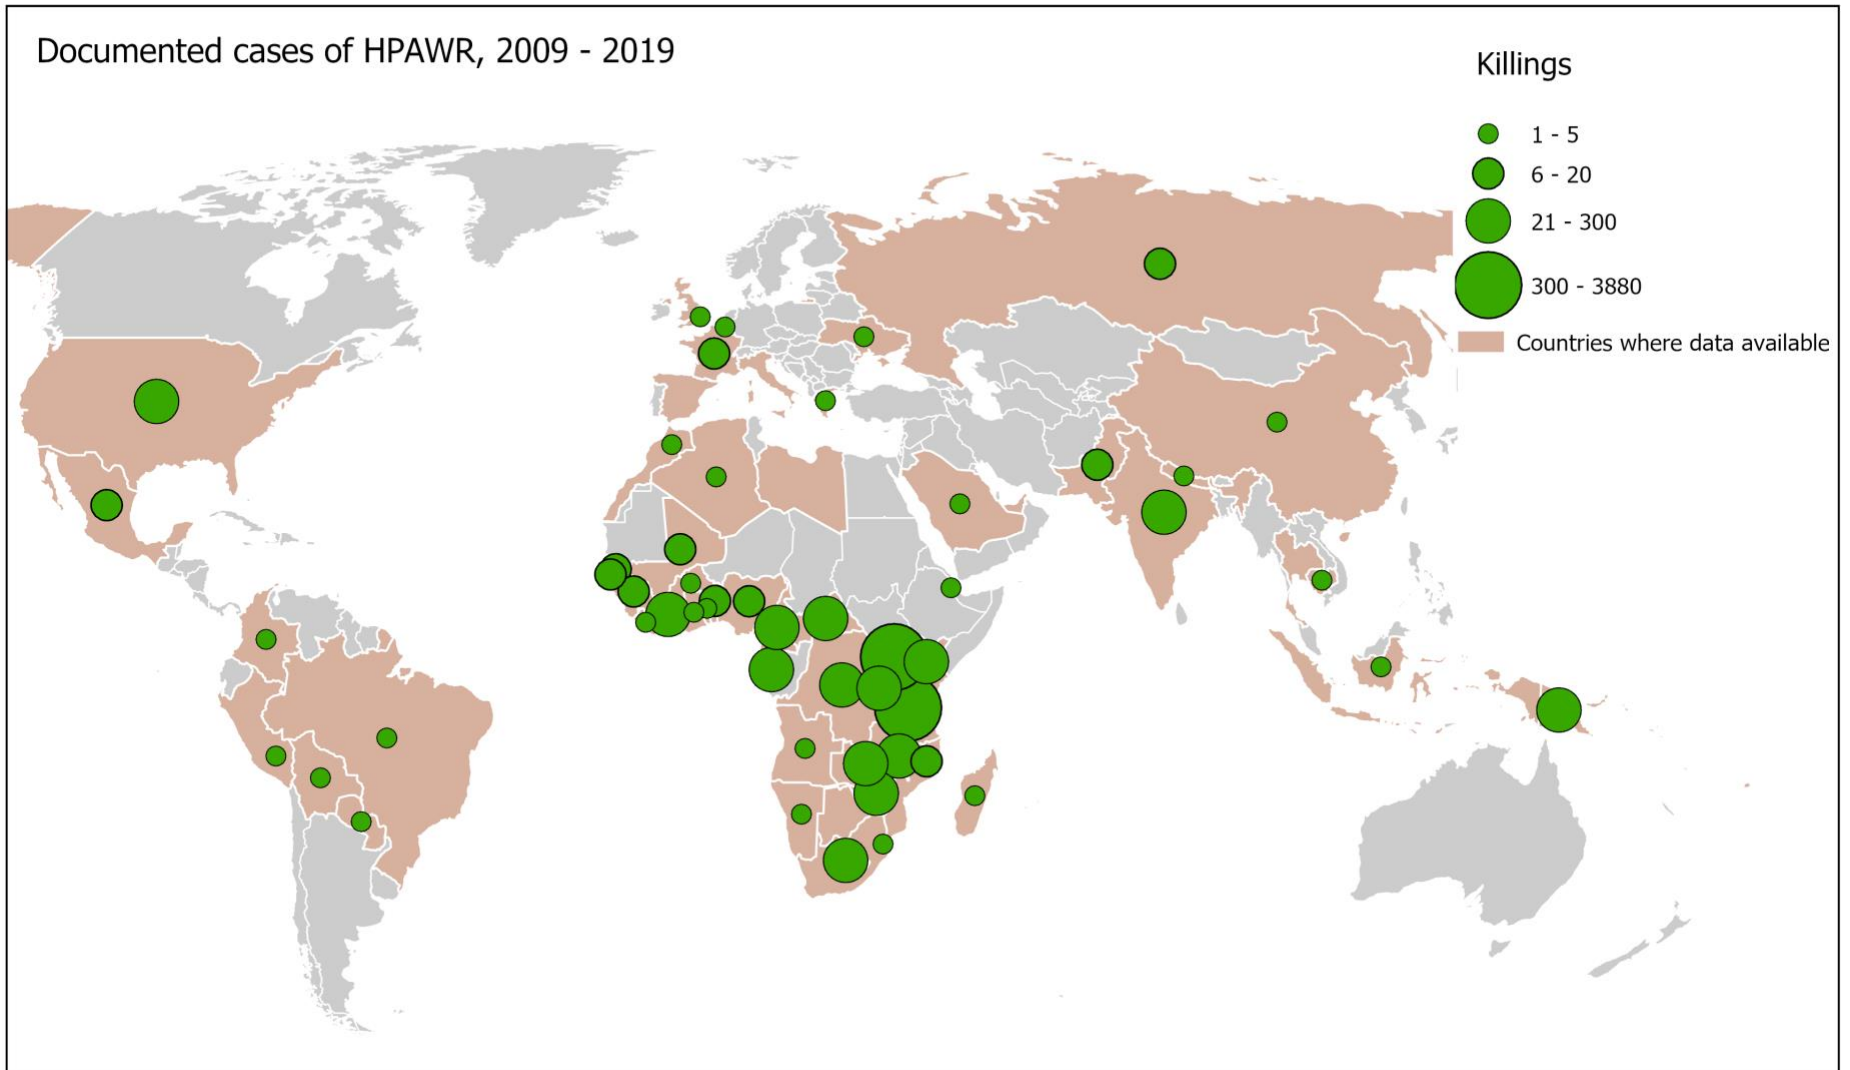 Documented cases of HPAWR, 2009 - 2019
Killings
1 - 5
6 - 20
21 - 300
300 - 3880
Countries where data available